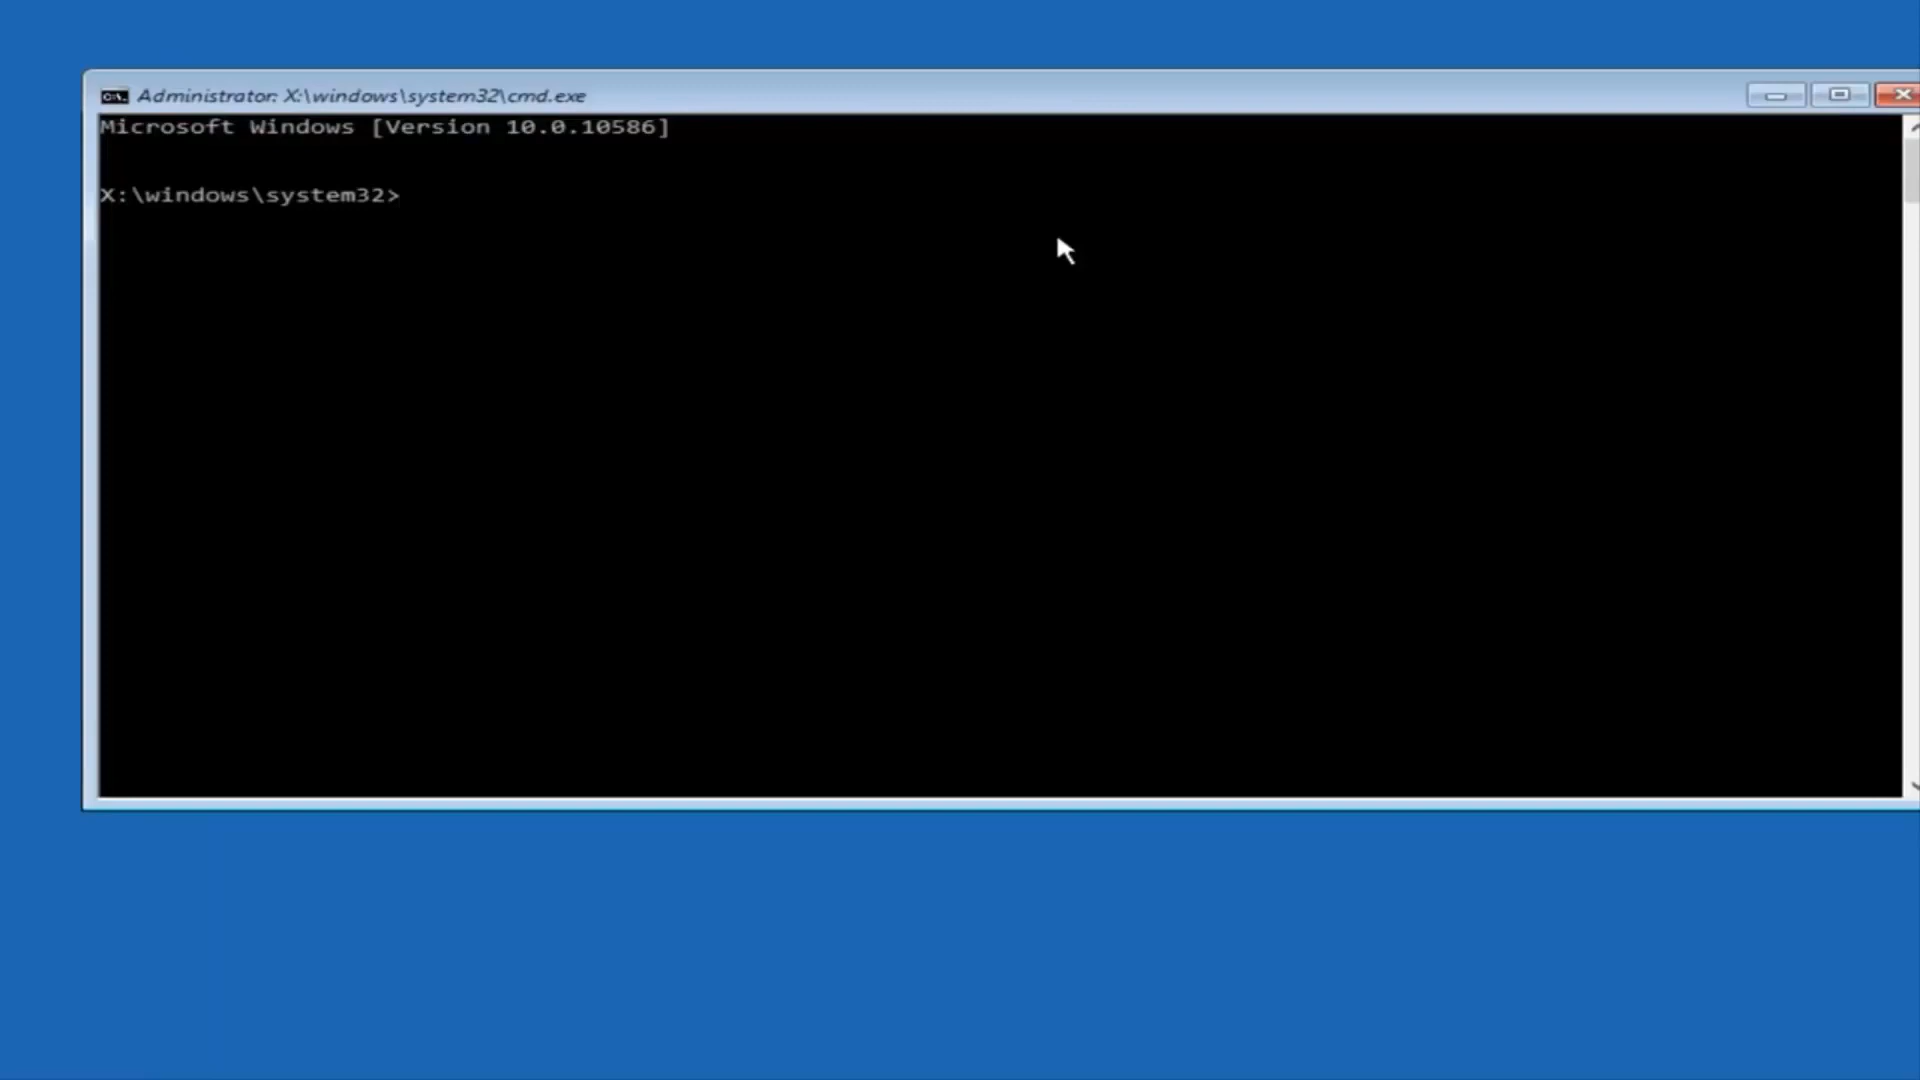 Administrator: X:\windows\system32\cmd.exe
Microsoft Windows [Version 10.0.10586]
X:\windows\system32>